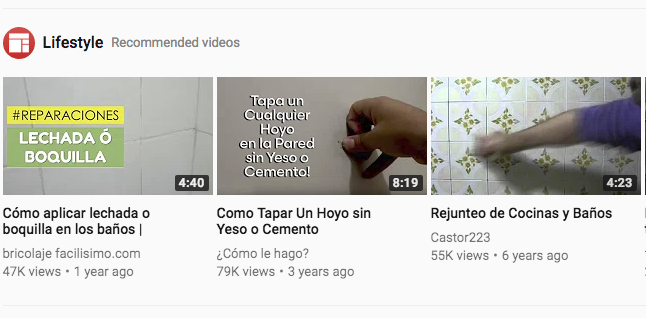 Lifestyle Recommended videos
#REPARACIONES
LECHADA Ó
BOQUILLA
4:40
Tapa un
Cualquier
Hoyo
en la Pared
sin Yeso o
Cemento!
8:19
4:23
Cómo aplicar lechada o
boquilla en los baños |
bricolaje facilisimo.com
47K views • 1 year ago
Como Tapar Un Hoyo sin
Yeso o Cemento
¿Cómo le hago?
79K views • 3 years ago
Rejunteo de Cocinas y Baños
Castor223
55K views • 6 years ago